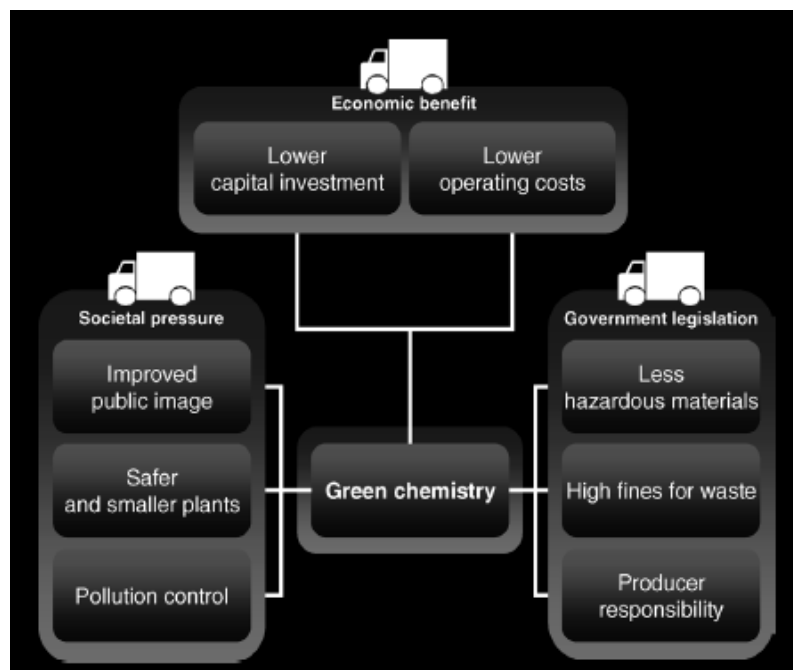 Economic benefit
Lower
capital investment
Lower
operating costs
Societal pressure
Improved
public image
Safer
and smaller plants
Pollution control
Green chemistry
Government legislation
Less
hazardous materials
High fines for waste
Producer
responsibility